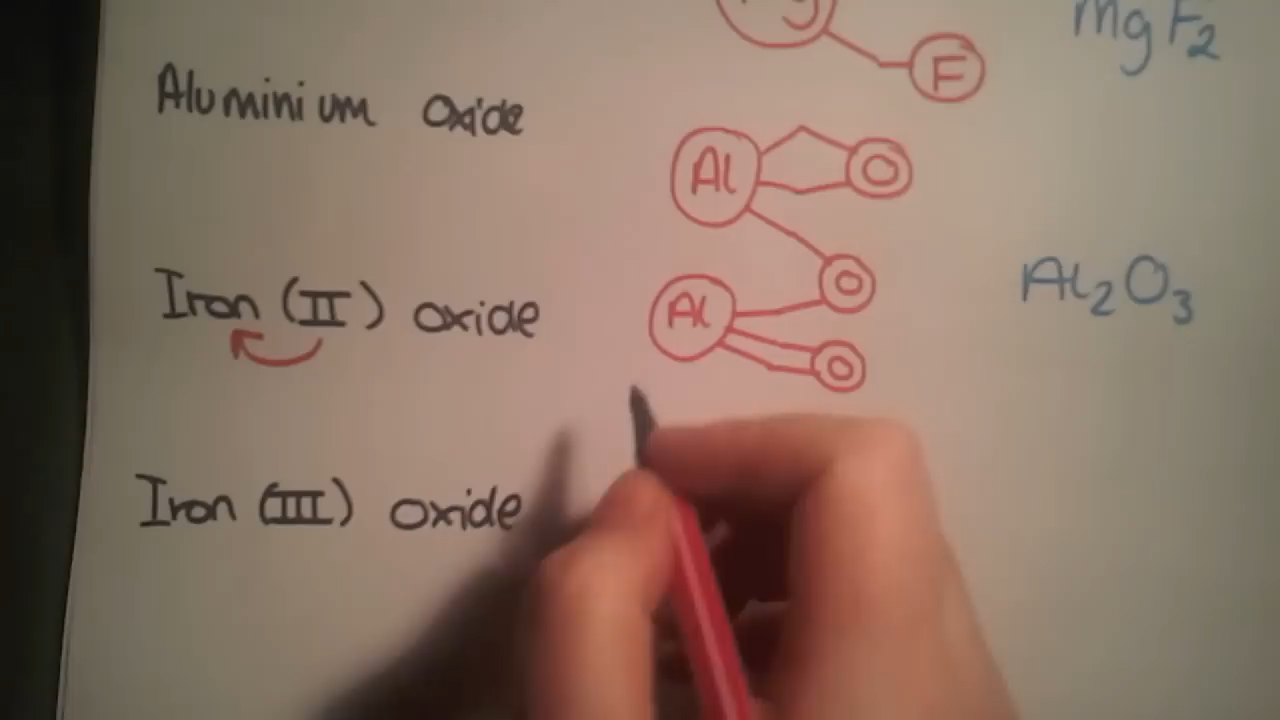 MgF2
F
Aluminium oxide
Al O
O
Iron (II) oxide
Al
Al2O3
O
Iron (III) oxide